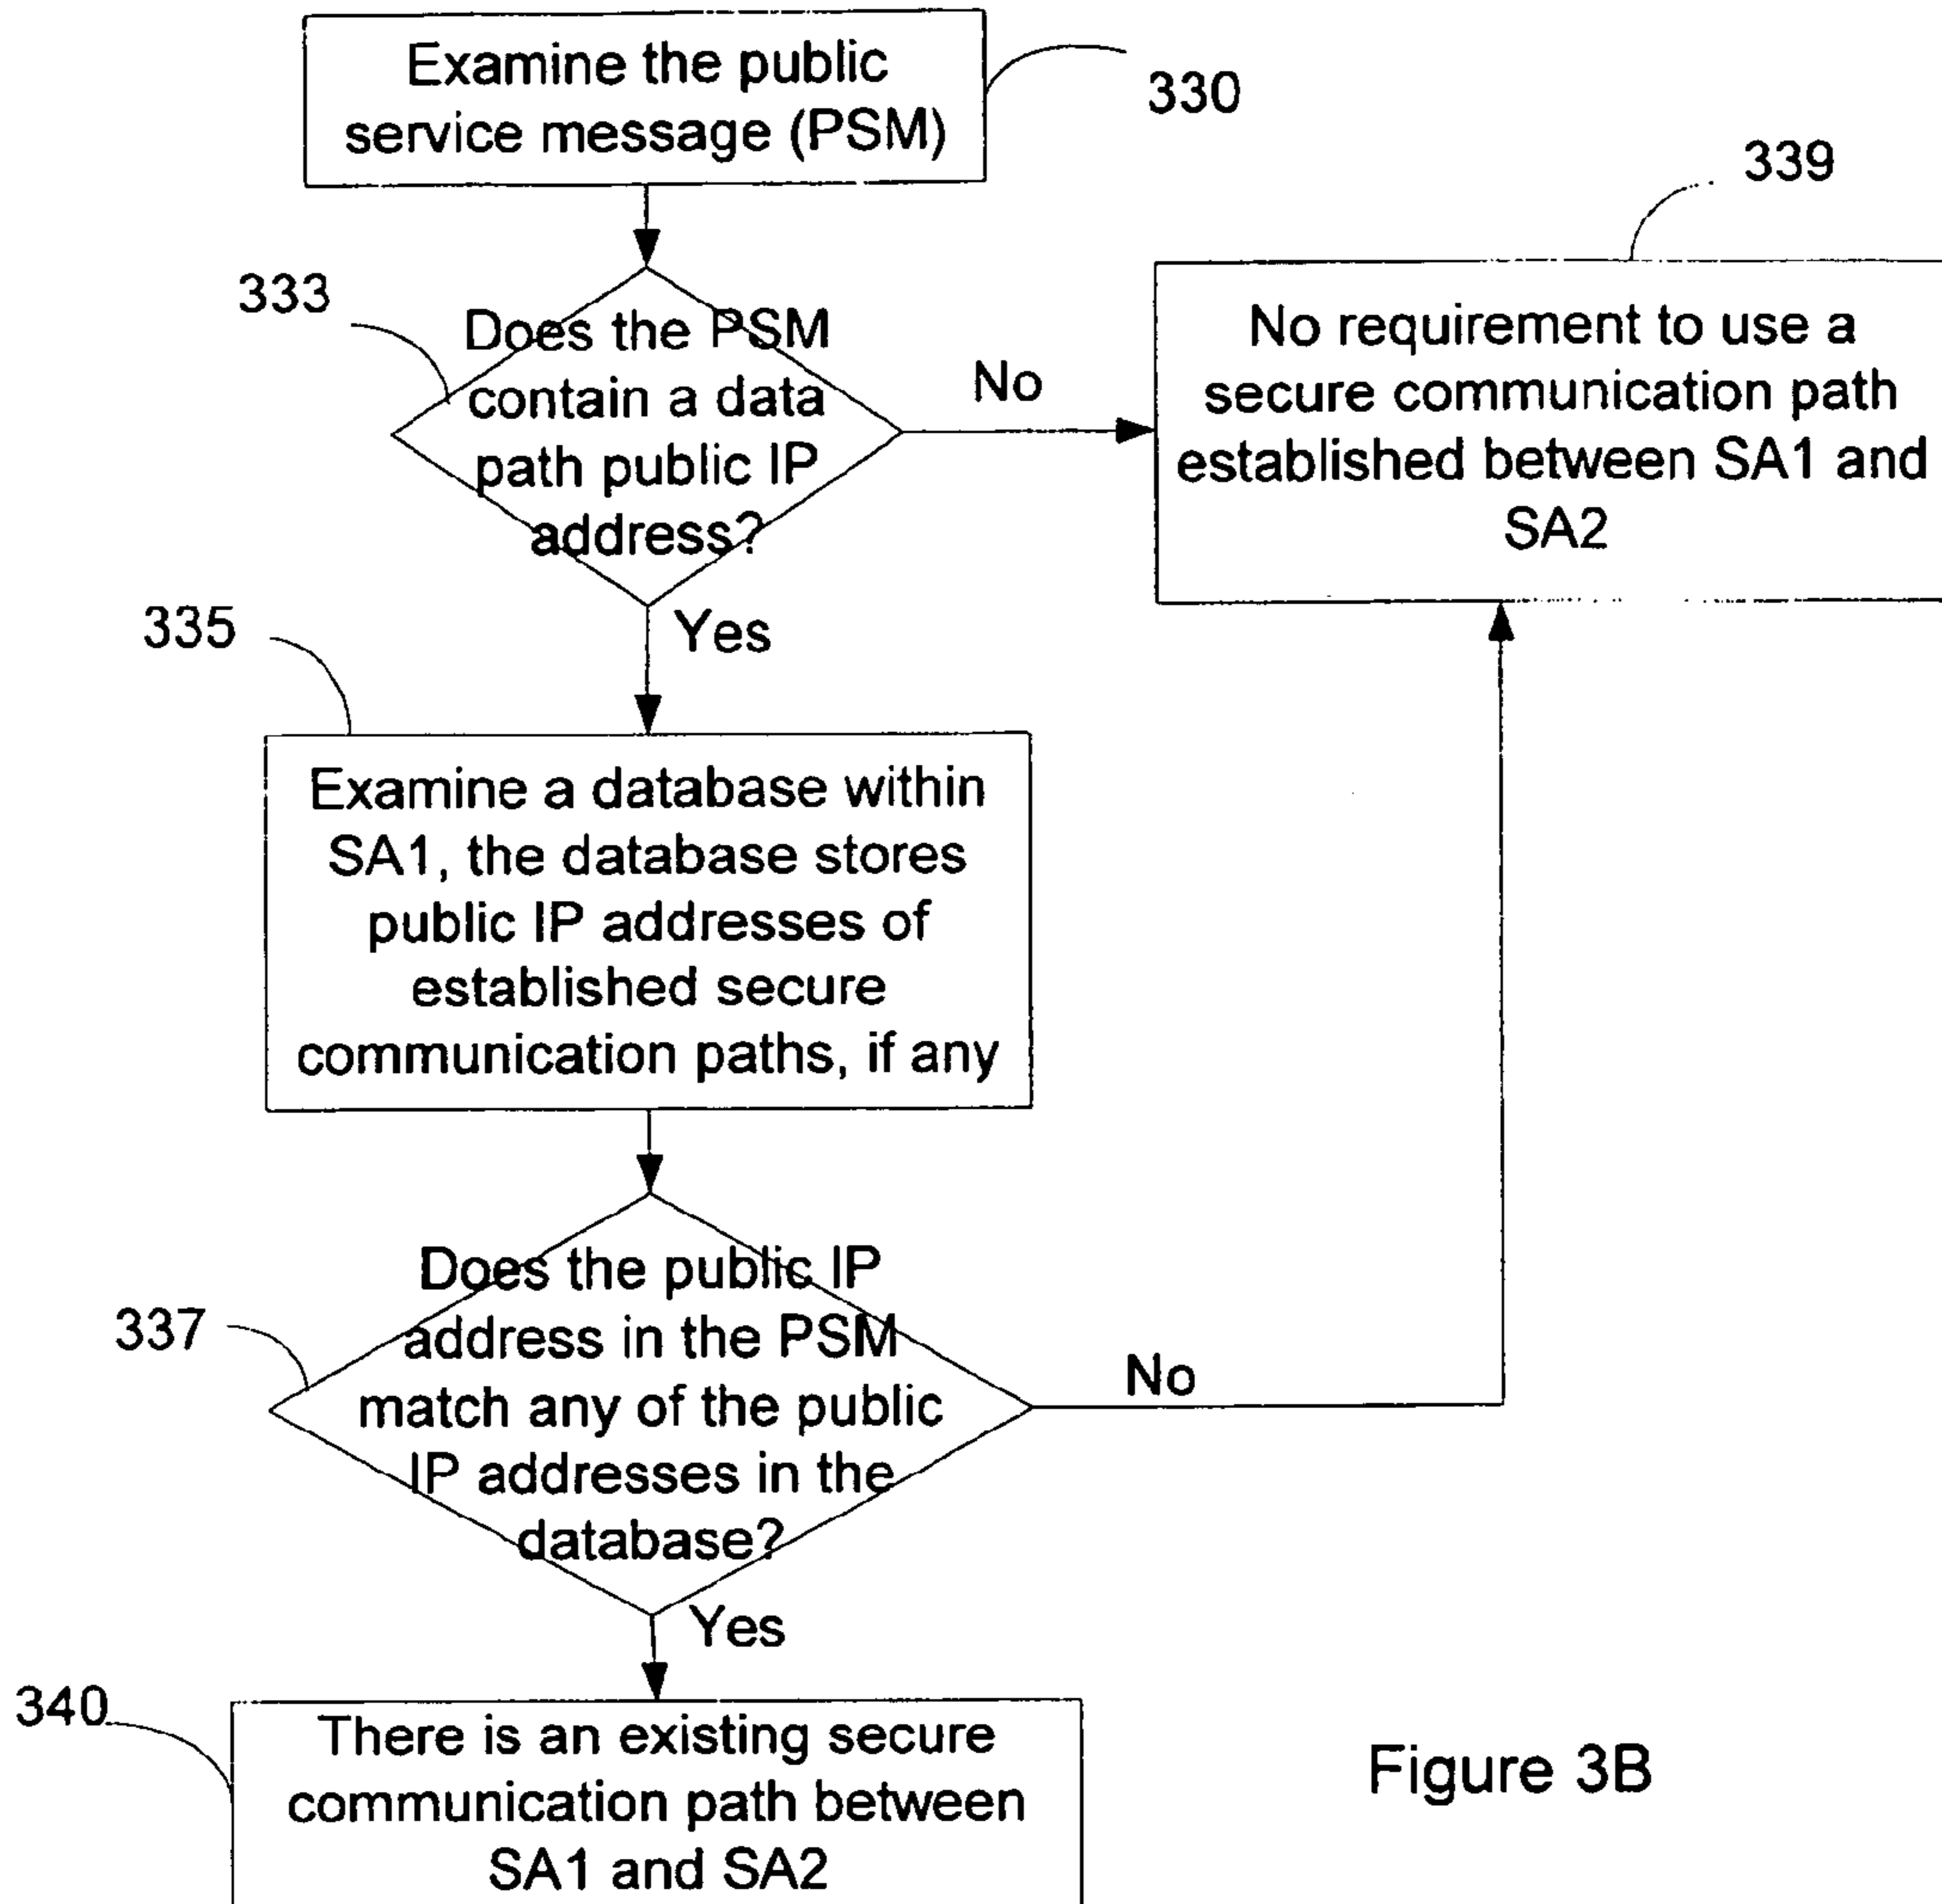 Examine the public
service message (PSM)
330
339
333
Does the PSM
contain a data
path public IP
address?
No
No requirement to use a
secure communication path
established between SA1 and
SA2
Yes
335
Examine a database within
SA1, the database stores
public IP addresses of
established secure
communication paths, if any
337
Does the public IP
address in the PSM
match any of the public
IP addresses in the
database?
No
Yes
340
There is an existing secure
communication path between
SA1 and SA2
Figure 3B